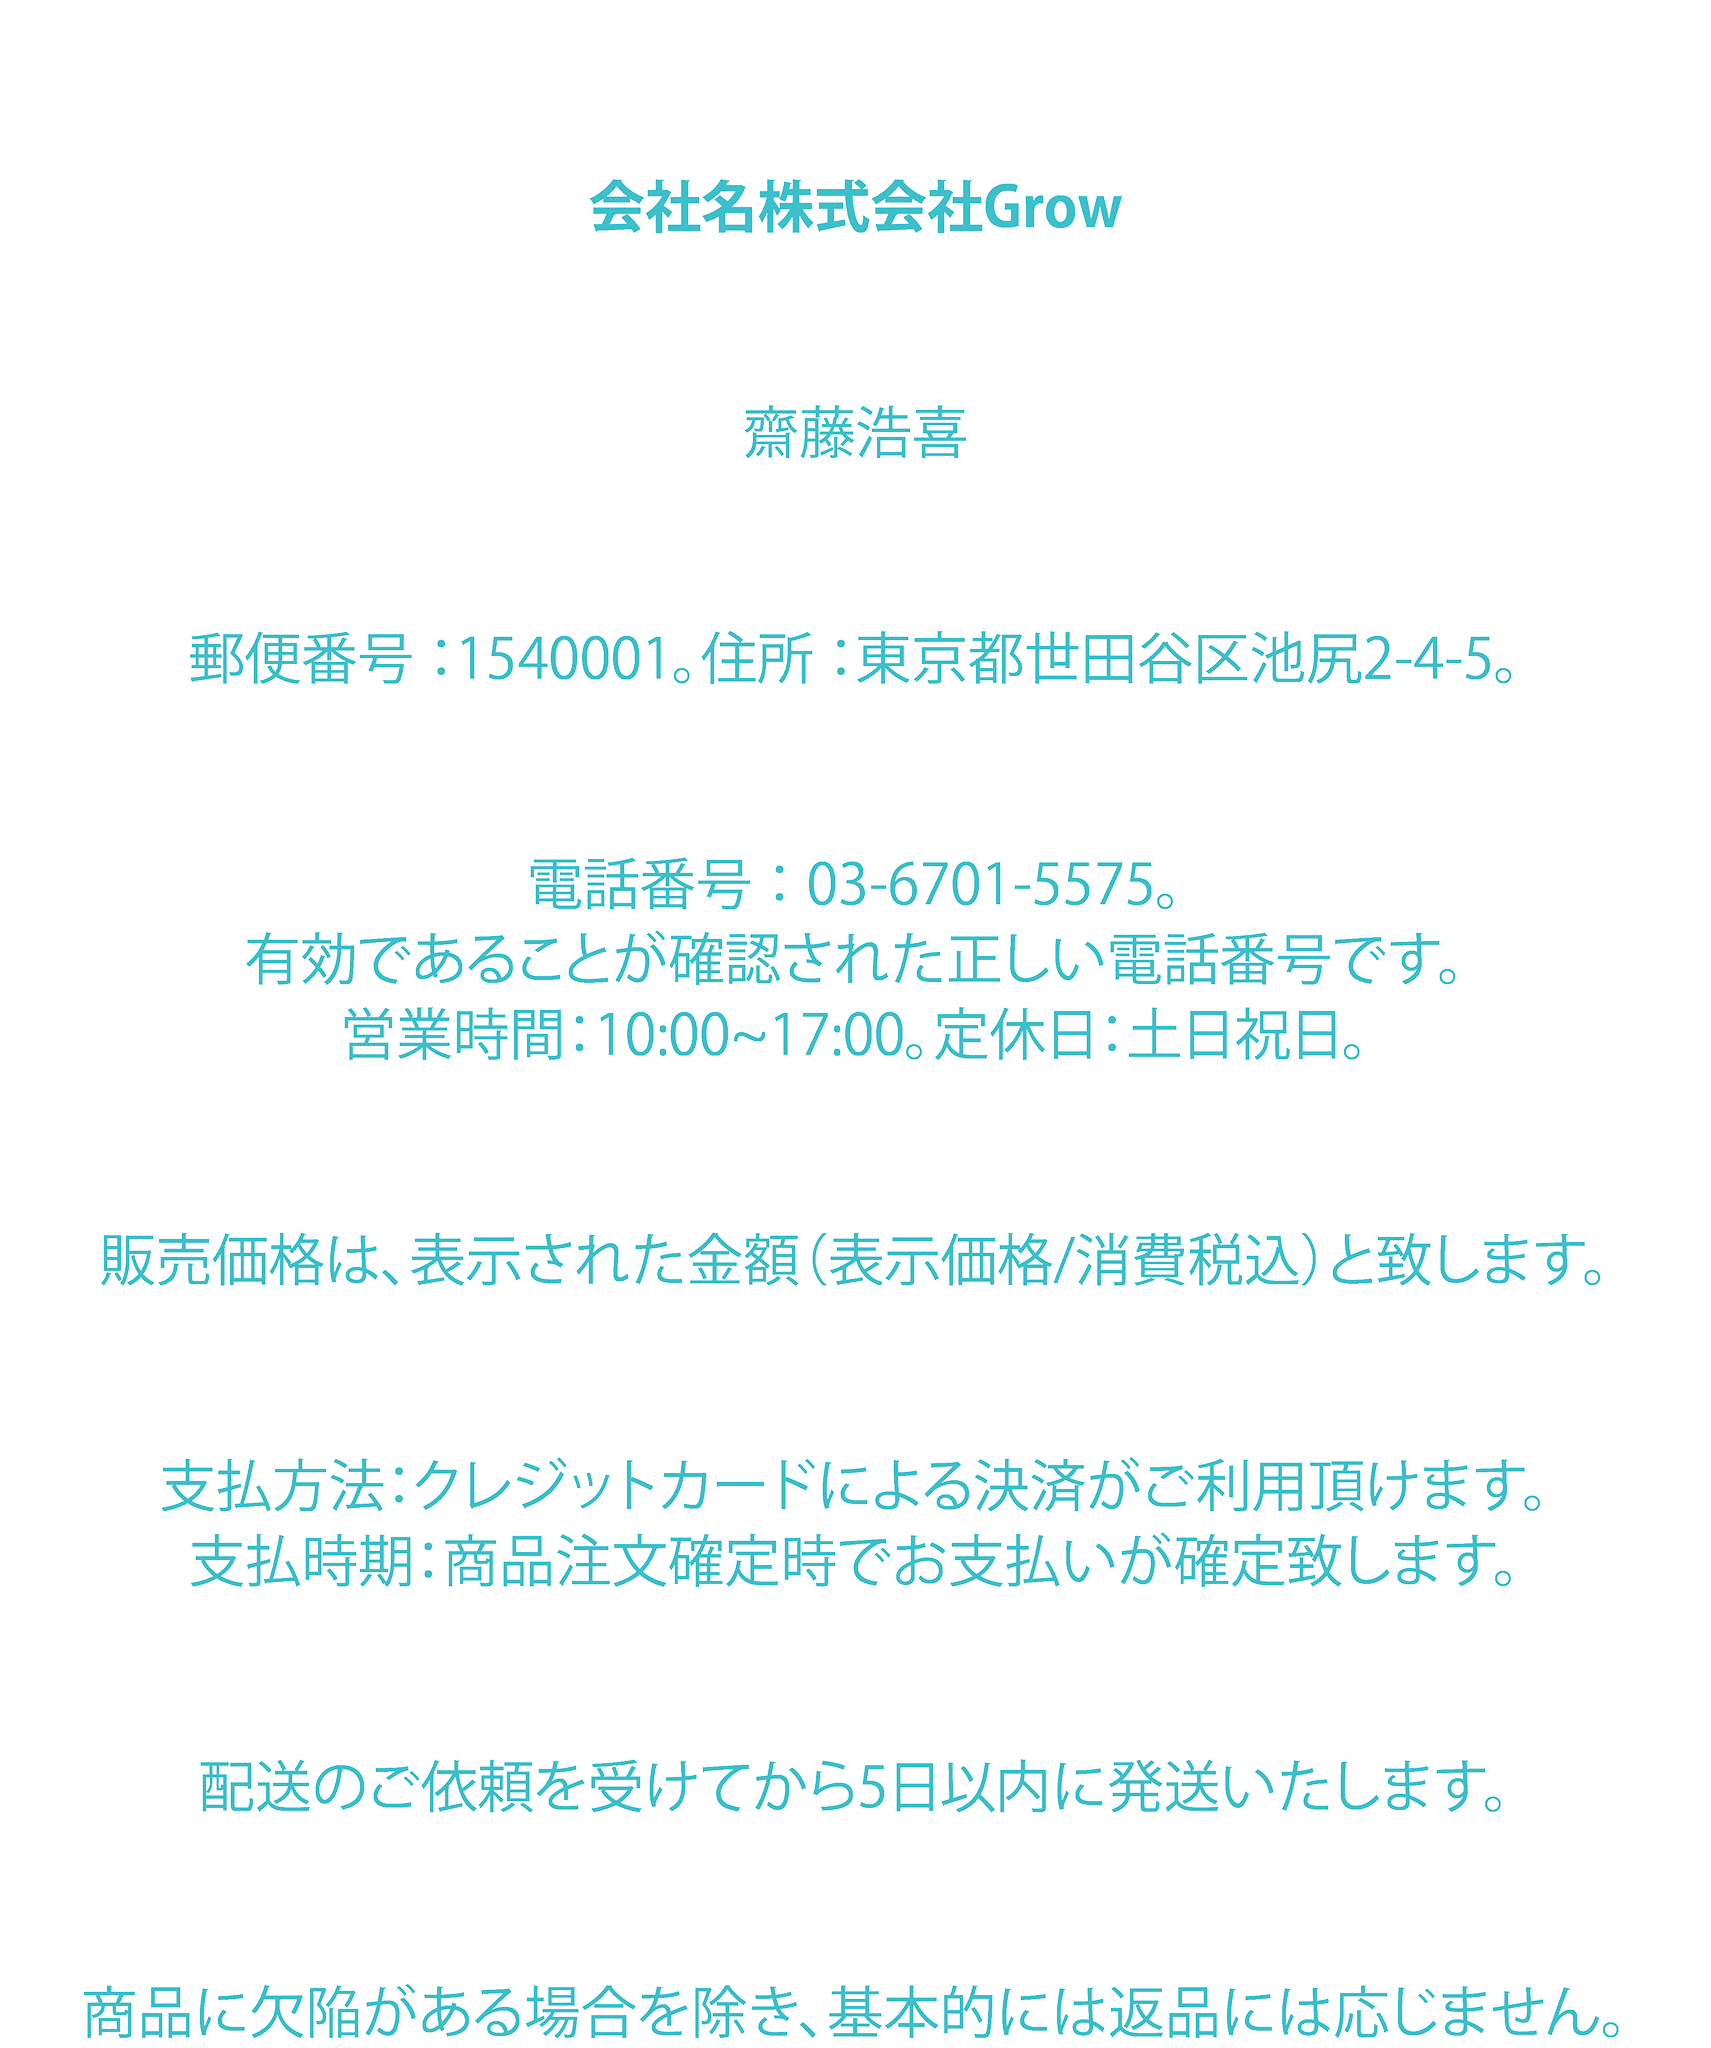 会社名株式会社Grow
齋藤浩喜
郵便番号：1540001。住所：東京都世田谷区池尻2-4-5。
電話番号：03-6701-5575。
有効であることが確認された正しい電話番号です。
営業時間：10:00~17:00。定休日：土日祝日。
販売価格は、表示された金額（表示価格/消費税込）と致します。
支払方法：クレジットカードによる決済がご利用頂けます。
支払時期：商品注文確定時でお支払いが確定致します。
配送のご依頼を受けてから5日以内に発送いたします。
商品に欠陥がある場合を除き、基本的には返品には応じません。